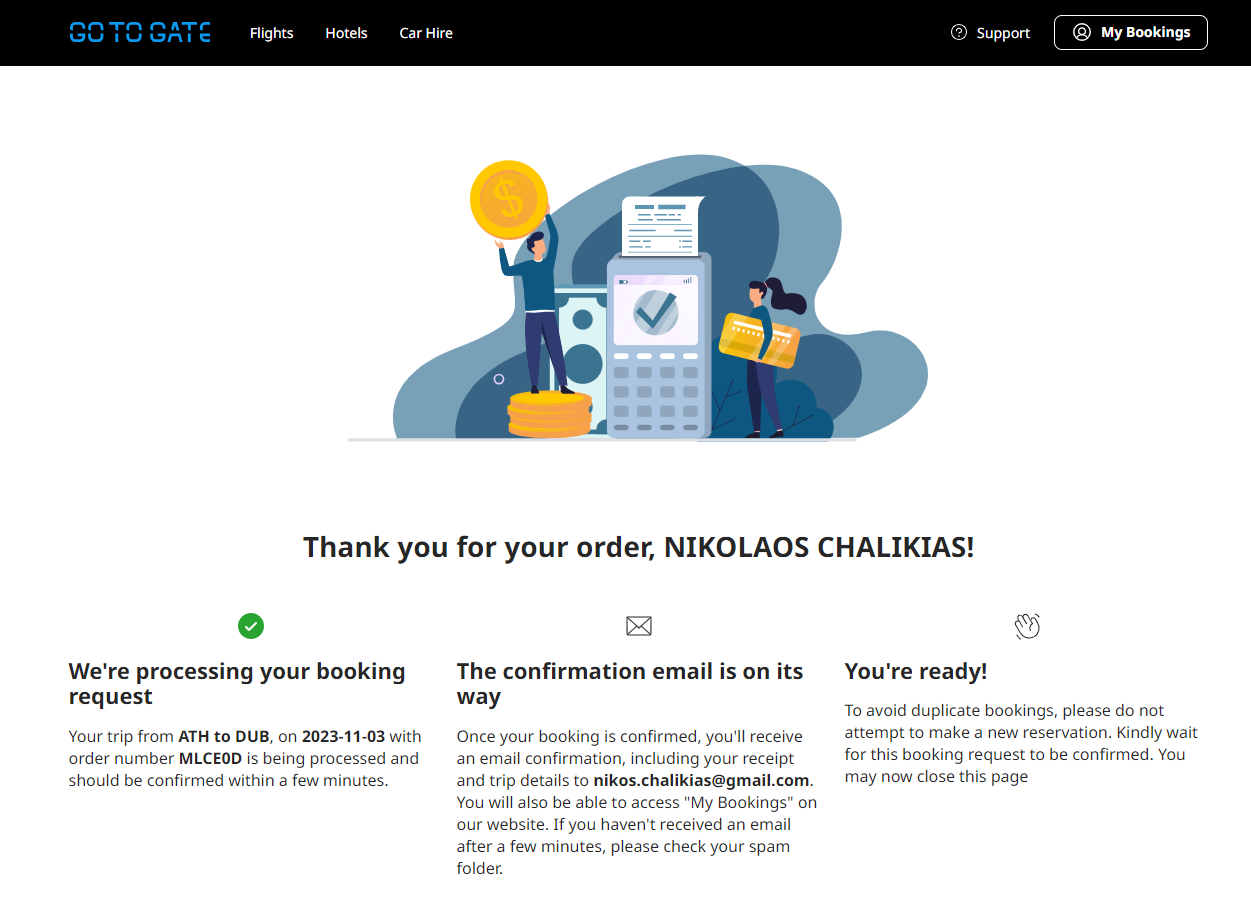 GO TO GATE
Flights
Hotels
Car Hire
Support
My Bookings
Thank you for your order, NIKOLAOS CHALIKIAS!
We're processing your booking
request
Your trip from ATH to DUB, on 2023-11-03 with
order number MLCE0D is being processed and
should be confirmed within a few minutes.
The confirmation email is on its
way
Once your booking is confirmed, you'll receive
an email confirmation, including your receipt
and trip details to nikos.chalikias@gmail.com.
You will also be able to access "My Bookings" on
our website. If you haven't received an email
after a few minutes, please check your spam
folder.
You're ready!
To avoid duplicate bookings, please do not
attempt to make a new reservation. Kindly wait
for this booking request to be confirmed. You
may now close this page